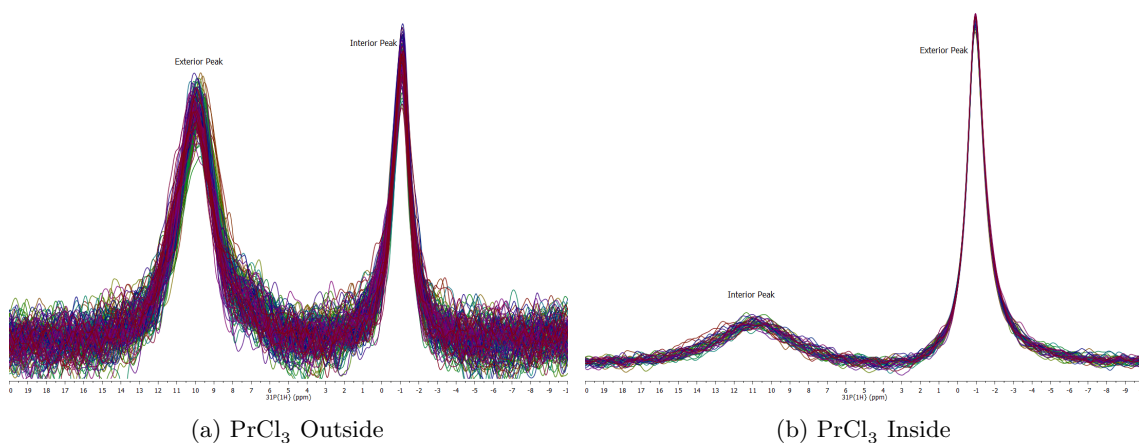 Exterior Peak
Interior Peak
0 19 18 17 16 15 14 13 12 11 10 9 8 7 6 5 4 3 2 1 0 -1 -2 -3 -4 -5 -6 -7 -8 -9 -1
31P{1H} (ppm)
(a) PrCl₃ Outside
Exterior Peak
Interior Peak
0 19 18 17 16 15 14 13 12 11 10 9 8 7 6 5 4 3 2 1 0 -1 -2 -3 -4 -5 -6 -7 -8 -9
31P{1H} (ppm)
(b) PrCl₃ Inside